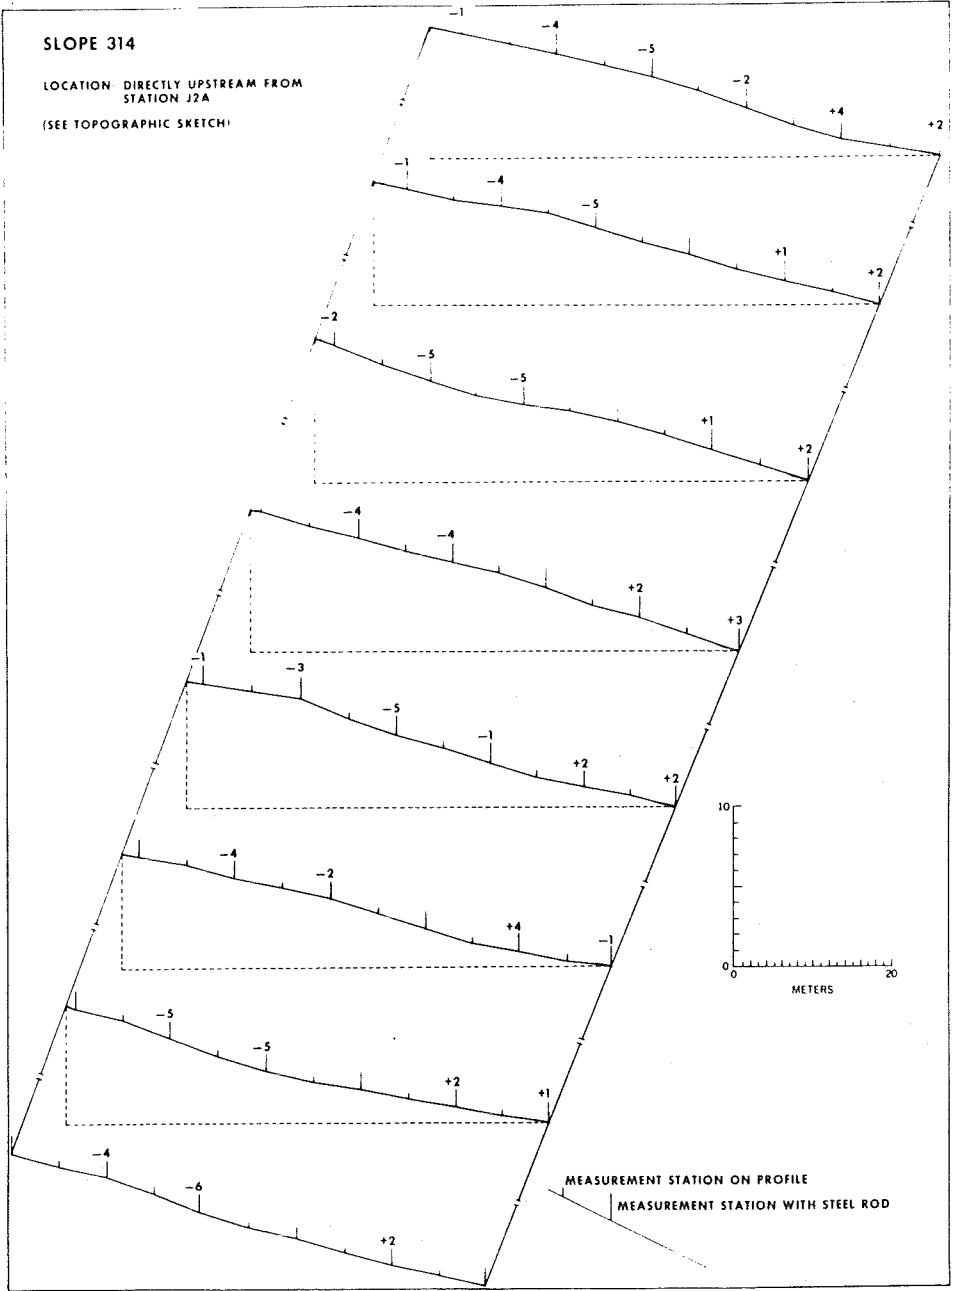 SLOPE 314
LOCATION: DIRECTLY UPSTREAM FROM
STATION J2A
(SEE TOPOGRAPHIC SKETCH)
−1 −4 −5 −2 +4 +2
−1 −4 −5 +1 +2
−2 −5 −5 +1 +2
−4 −4 +2 +3
−1 −3 −5 −1 +2 +2
−4 −2 +4 −1
−5 −5 +2 +1
−4 −6 +2
10
0
0 20
METERS
MEASUREMENT STATION ON PROFILE
MEASUREMENT STATION WITH STEEL ROD